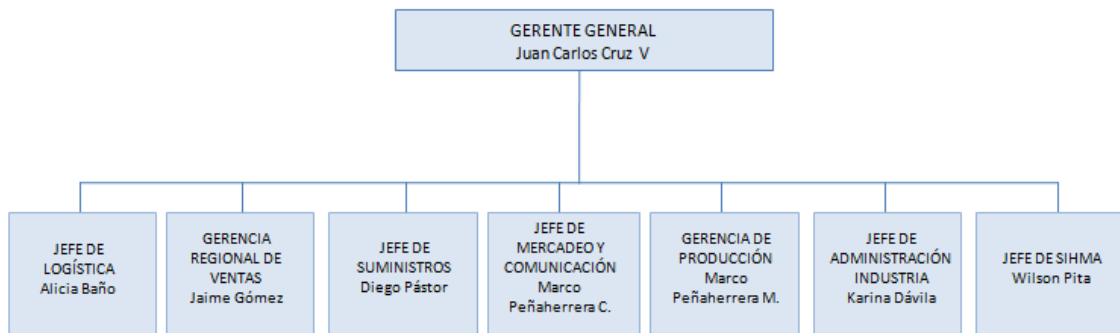 GERENTE GENERAL
Juan Carlos Cruz V
JEFE DE
LOGÍSTICA
Alicia Baño
GERENCIA
REGIONAL DE
VENTAS
Jaime Gómez
JEFE DE
SUMINISTROS
Diego Pástor
JEFE DE
MERCADEO Y
COMUNICACIÓN
Marco
Peñaherrera C.
GERENCIA DE
PRODUCCIÓN
Marco
Peñaherrera M.
JEFE DE
ADMINISTRACIÓN
INDUSTRIA
Karina Dávila
JEFE DE SIHMA
Wilson Pita